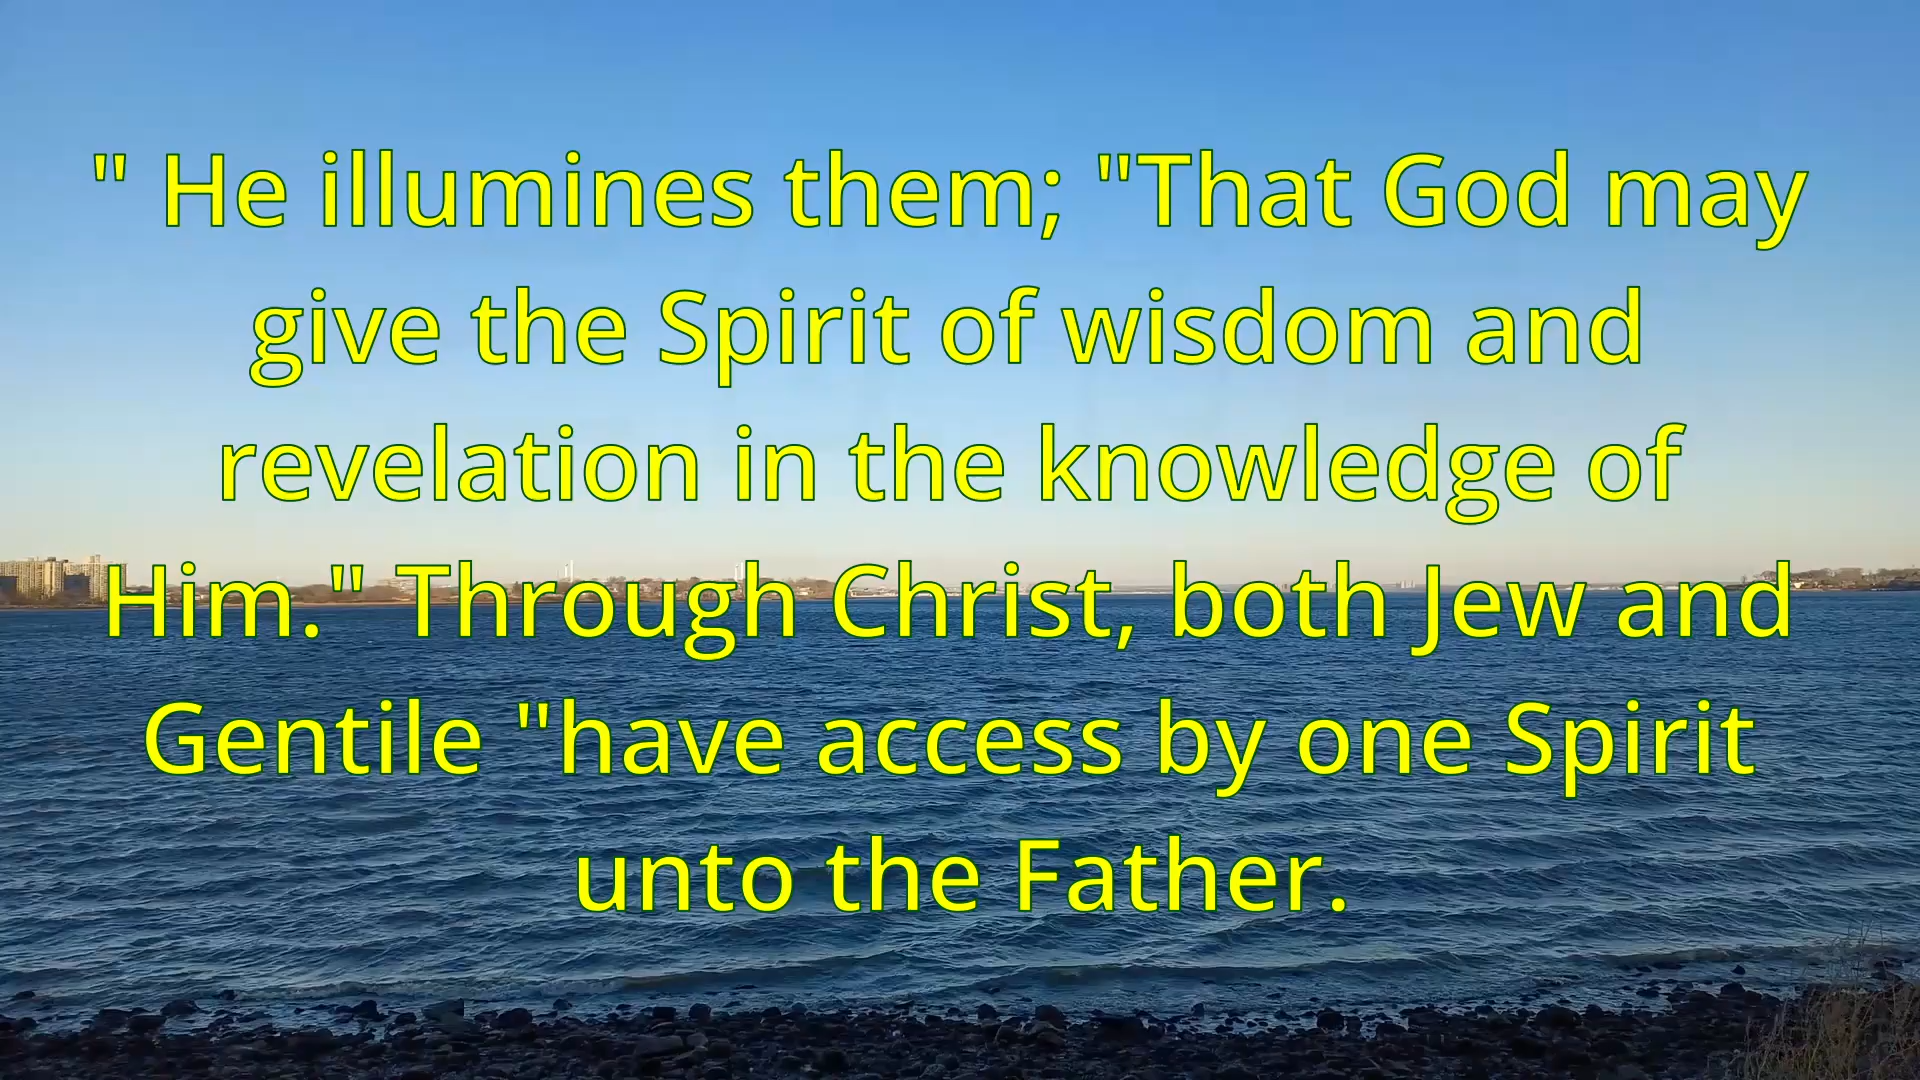 " He illumines them; "That God may
give the Spirit of wisdom and
revelation in the knowledge of
Him." Through Christ, both Jew and
Gentile "have access by one Spirit
unto the Father.